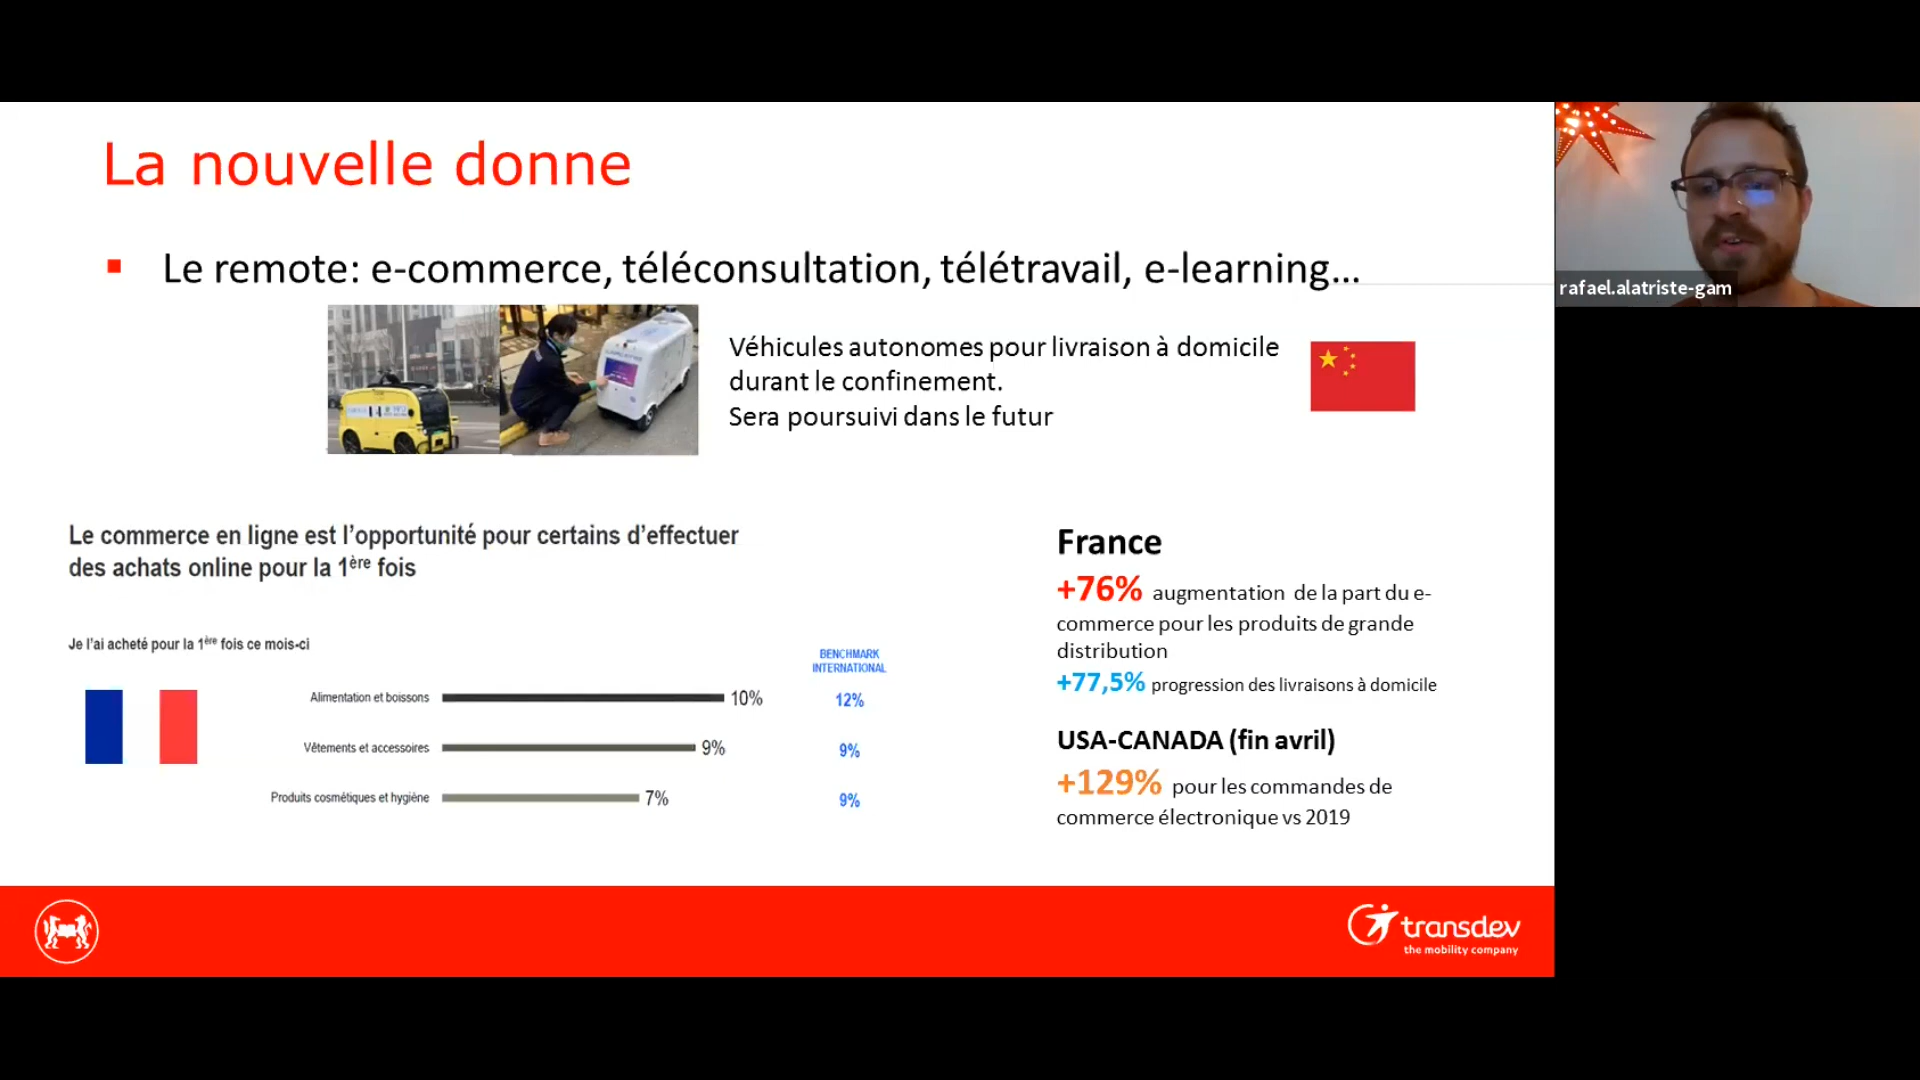 La nouvelle donne
▪ Le remote: e-commerce, téléconsultation, télétravail, e-learning...
Véhicules autonomes pour livraison à domicile
durant le confinement.
Sera poursuivi dans le futur
Le commerce en ligne est l'opportunité pour certains d'effectuer
des achats online pour la 1ère fois
Je l'ai acheté pour la 1ère fois ce mois-ci
BENCHMARK
INTERNATIONAL
Alimentation et boissons 10% 12%
Vêtements et accessoires 9% 9%
Produits cosmétiques et hygiène 7% 9%
France
+76% augmentation de la part du e-
commerce pour les produits de grande
distribution
+77,5% progression des livraisons à domicile
USA-CANADA (fin avril)
+129% pour les commandes de
commerce électronique vs 2019
transdev
the mobility company
rafael.alatriste-gam